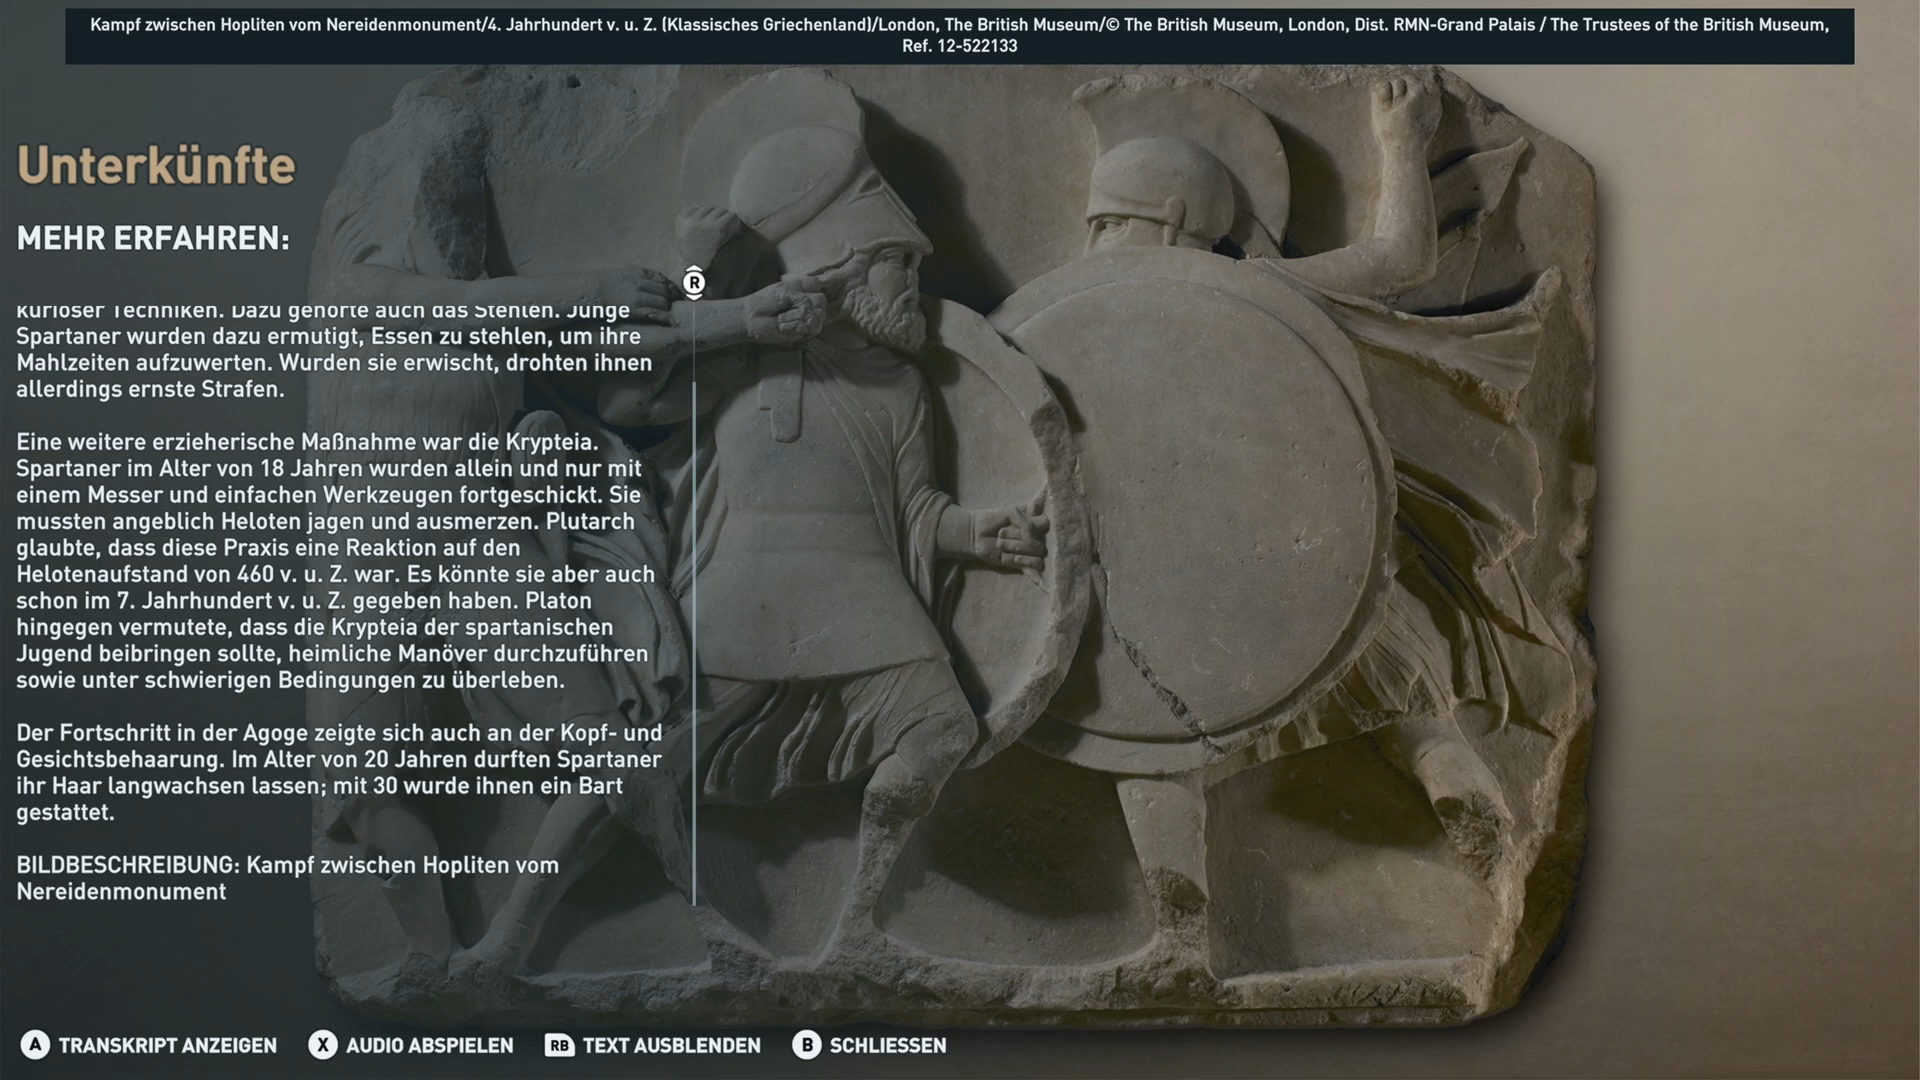 Kampf zwischen Hopliten vom Nereidenmonument/4. Jahrhundert v. u. Z. (Klassisches Griechenland)/London, The British Museum/© The British Museum, London, Dist. RMN-Grand Palais / The Trustees of the British Museum,
Ref. 12-522133
Unterkünfte
MEHR ERFAHREN:
R
kurioser Techniken. Dazu gehörte auch das Stehlen. Junge
Spartaner wurden dazu ermutigt, Essen zu stehlen, um ihre
Mahlzeiten aufzuwerten. Wurden sie erwischt, drohten ihnen
allerdings ernste Strafen.
Eine weitere erzieherische Maßnahme war die Krypteia.
Spartaner im Alter von 18 Jahren wurden allein und nur mit
einem Messer und einfachen Werkzeugen fortgeschickt. Sie
mussten angeblich Heloten jagen und ausmerzen. Plutarch
glaubte, dass diese Praxis eine Reaktion auf den
Helotenaufstand von 460 v. u. Z. war. Es könnte sie aber auch
schon im 7. Jahrhundert v. u. Z. gegeben haben. Platon
hingegen vermutete, dass die Krypteia der spartanischen
Jugend beibringen sollte, heimliche Manöver durchzuführen
sowie unter schwierigen Bedingungen zu überleben.
Der Fortschritt in der Agoge zeigte sich auch an der Kopf- und
Gesichtsbehaarung. Im Alter von 20 Jahren durften Spartaner
ihr Haar langwachsen lassen; mit 30 wurde ihnen ein Bart
gestattet.
BILDBESCHREIBUNG: Kampf zwischen Hopliten vom
Nereidenmonument
A TRANSKRIPT ANZEIGEN X AUDIO ABSPIELEN RB TEXT AUSBLENDEN B SCHLIESSEN